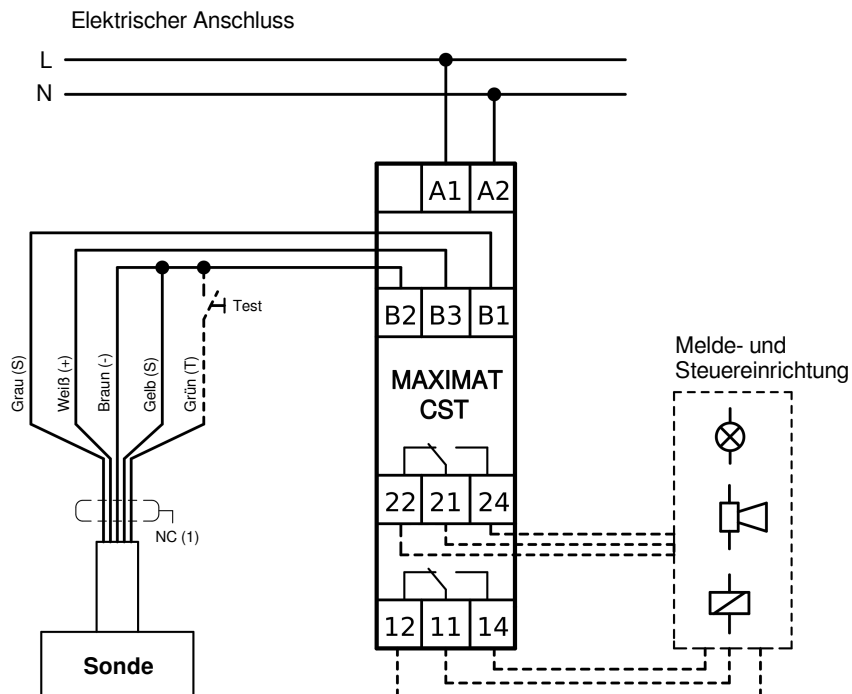 Elektrischer Anschluss
L
N
A1 A2
B2 B3 B1
Test
Grau (S)
Weiß (+)
Braun (-)
Gelb (S)
Grün (T)
MAXIMAT
CST
Melde- und
Steuereinrichtung
22 21 24
NC (1)
12 11 14
Sonde